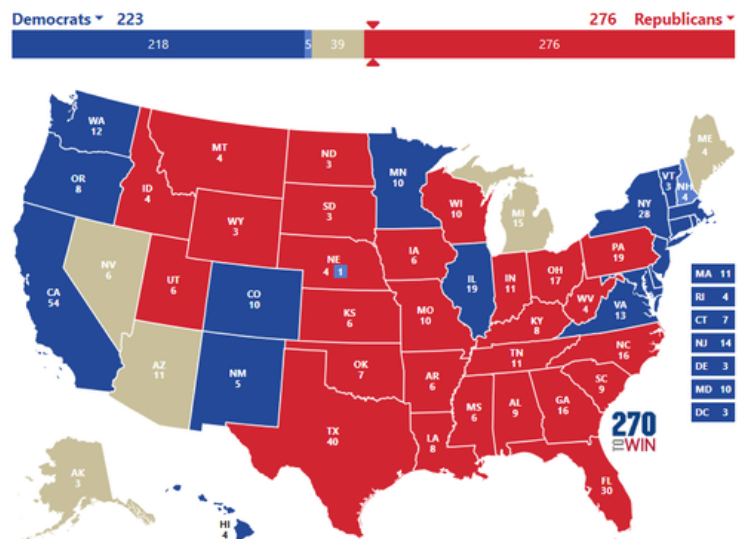 Democrats 223
276 Republicans
218
5
39
276
WA
12
OR
8
CA
54
NV
6
ID
4
MT
4
WY
3
UT
6
AZ
11
CO
10
NM
5
ND
3
SD
3
NE
4 1
KS
6
OK
7
TX
40
MN
10
IA
6
MO
10
AR
6
LA
8
WI
10
IL
19
MI
15
IN
11
OH
17
KY
8
TN
11
MS
6
AL
9
GA
16
FL
30
SC
9
NC
16
VA
13
WV
4
PA
19
NY
28
VT
3
NH
4
ME
4
MA 11
RI 4
CT 7
NJ 14
DE 3
MD 10
DC 3
AK
3
HI
4
270
TO WIN